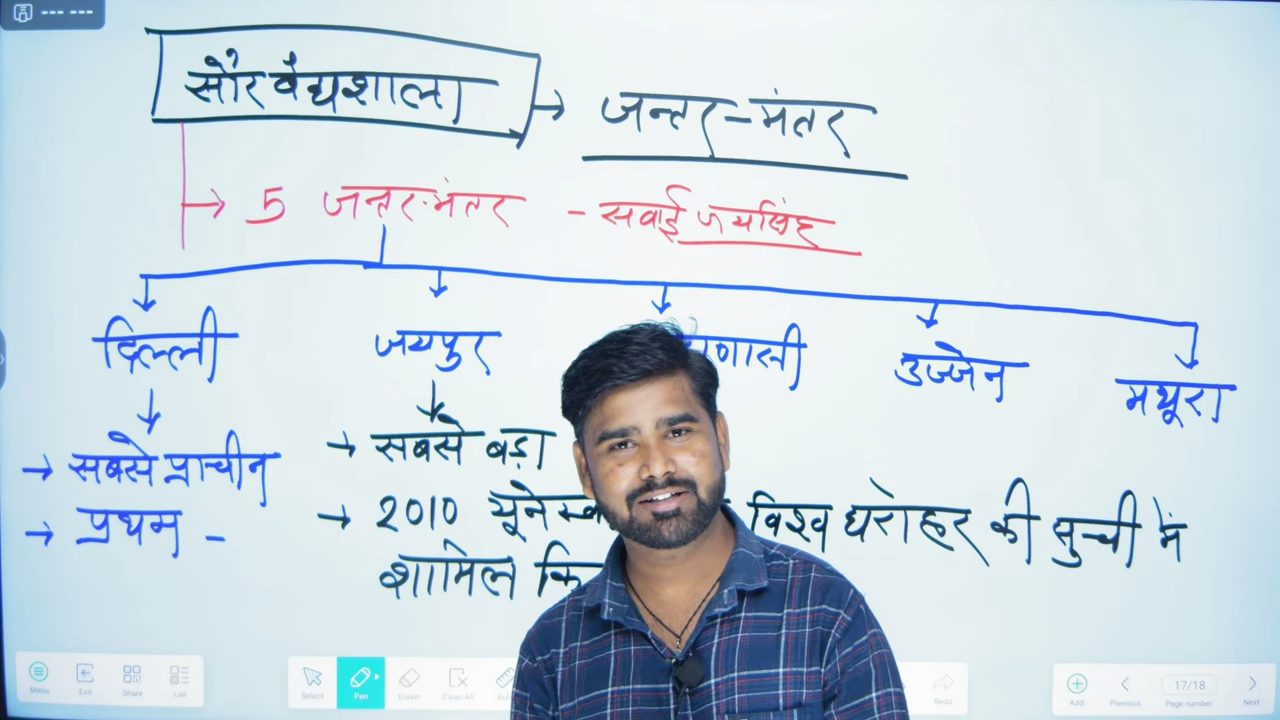 सौर वैद्यशाला → जन्तर-मंतर
→ 5 जन्तर-मंतर - सवाई जयसिंह
दिल्ली जयपुर उज्जेन मथूरा
→ सबसे प्राचीन → सबसे बड़ा
→ प्रथम - → 2010 विश्व धरोहर की सुची में
शामिल
Menu Exit Share List Select Pen Eraser Clean All Redo Add Previous 17/18 Page number Next